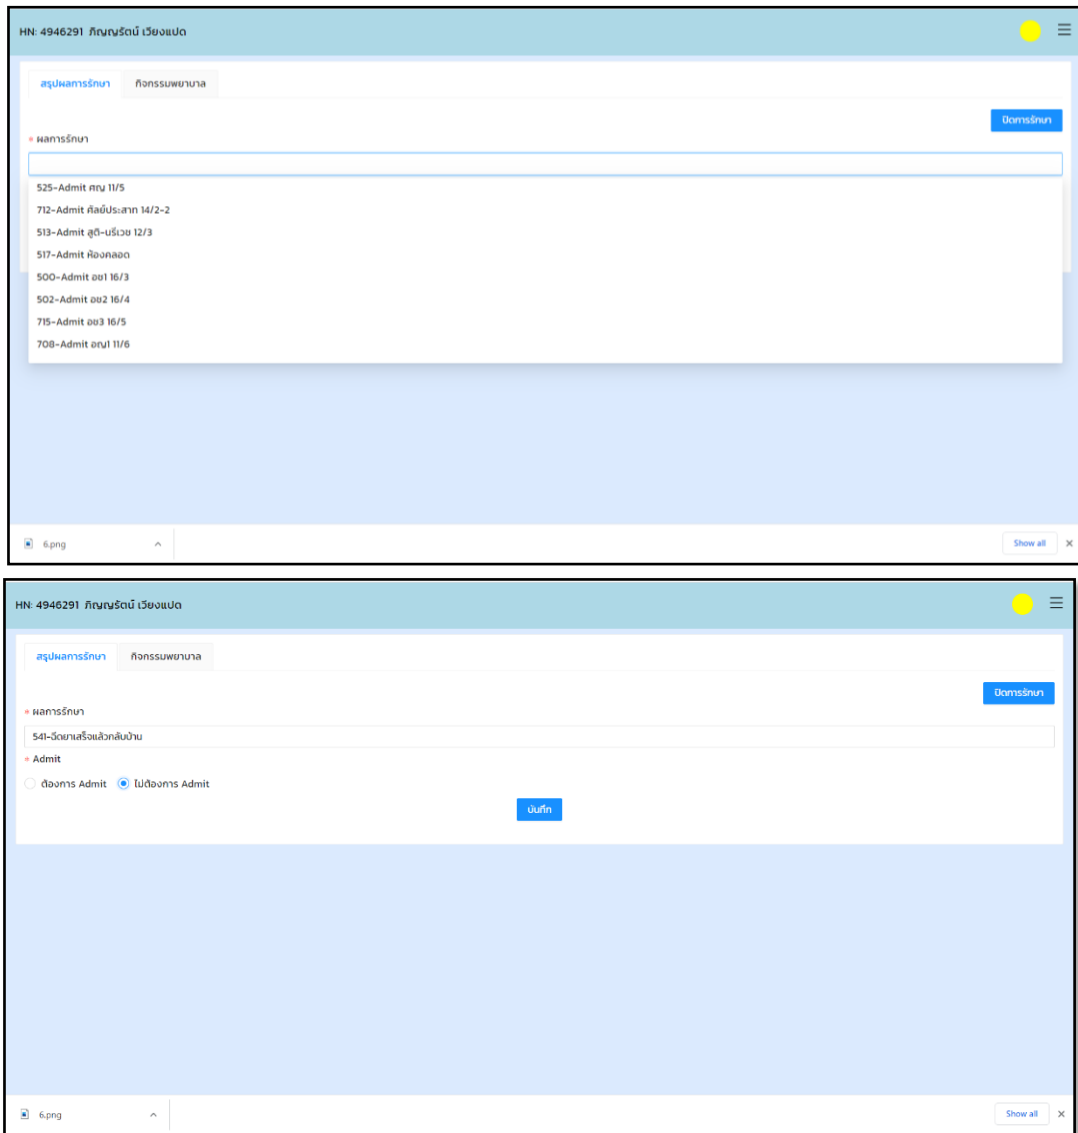 HN: 4946291 ภิญญรัตน์ เวียงแปด
สรุปผลการรักษา กิจกรรมพยาบาล
ปิดการรักษา
* ผลการรักษา
525-Admit ศญ 11/5
712-Admit ศัลย์ประสาท 14/2-2
513-Admit สูติ-นรีเวช 12/3
517-Admit ห้องคลอด
500-Admit อช1 16/3
502-Admit อช2 16/4
715-Admit อช3 16/5
708-Admit อญ1 11/6
6.png
Show all
HN: 4946291 ภิญญรัตน์ เวียงแปด
สรุปผลการรักษา กิจกรรมพยาบาล
ปิดการรักษา
* ผลการรักษา
541-ฉีดยาเสร็จแล้วกลับบ้าน
* Admit
ต้องการ Admit ไม่ต้องการ Admit
บันทึก
6.png
Show all